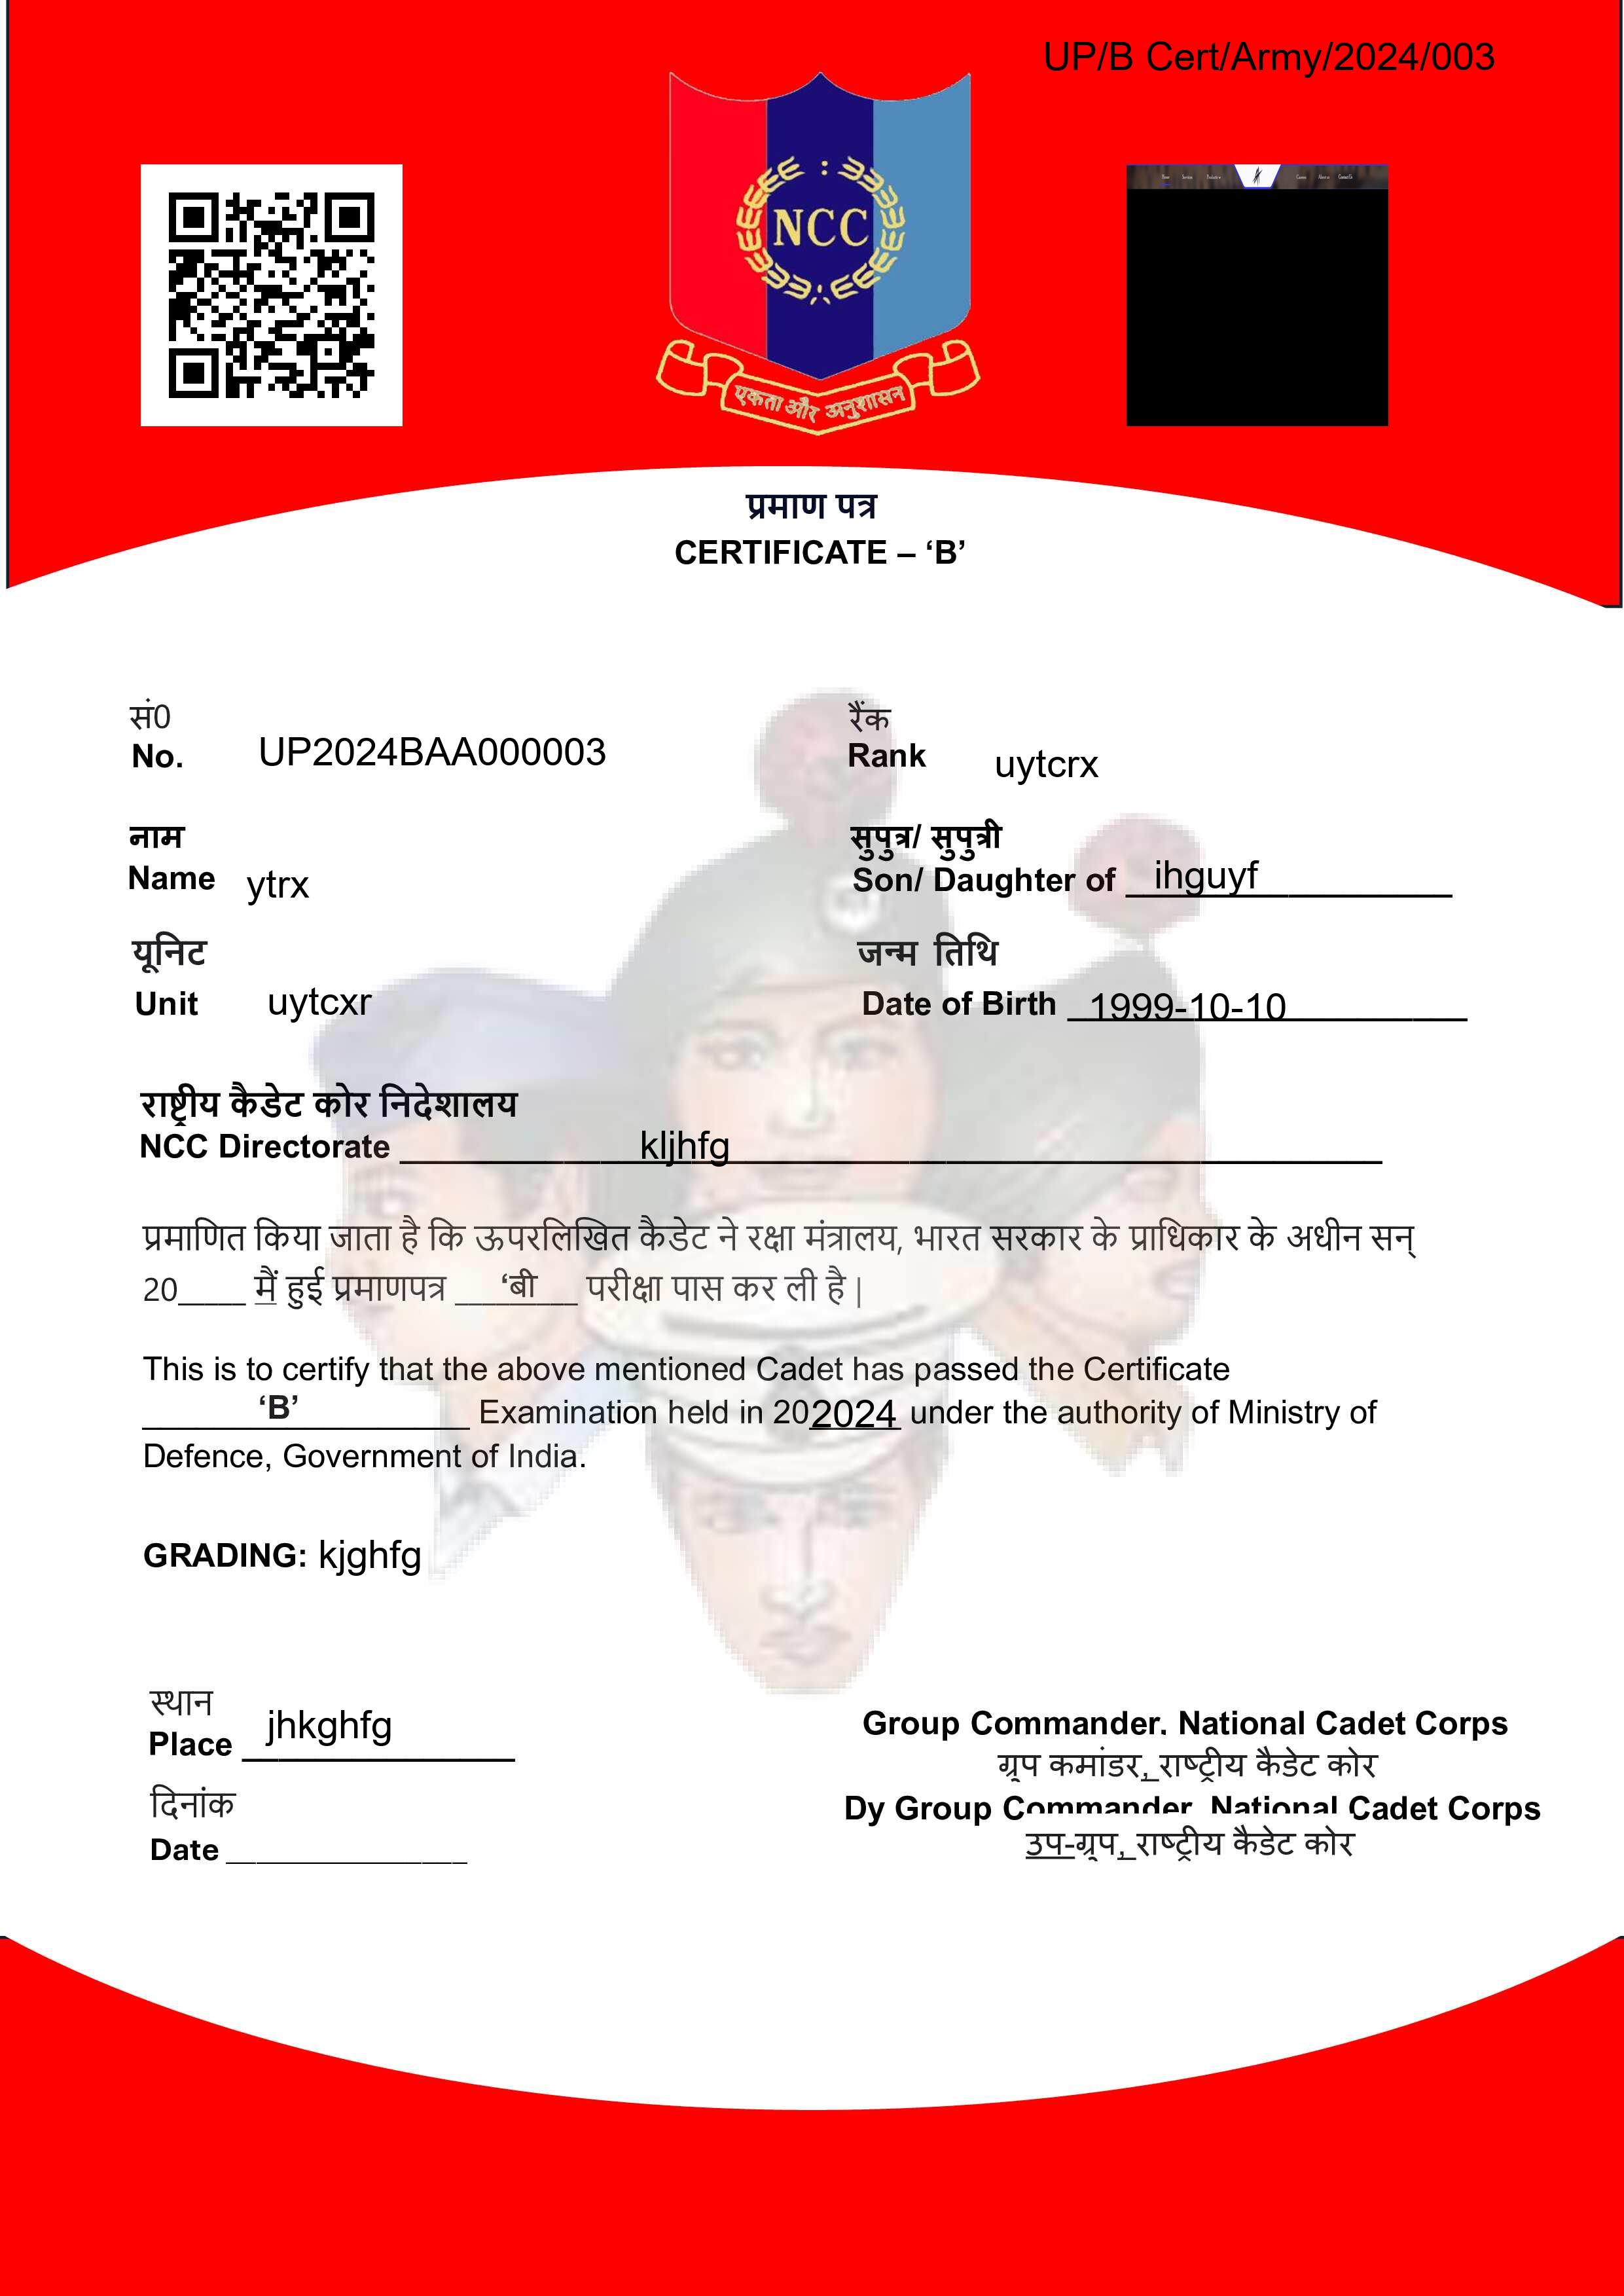 UP/B Cert/Army/2024/003
NCC
एकता और अनुशासन
प्रमाण पत्र
CERTIFICATE – ‘B’
सं0
No. UP2024BAA000003
रैंक
Rank uytcrx
नाम
Name ytrx
सुपुत्र/ सुपुत्री
Son/ Daughter of ihguyf
यूनिट
Unit uytcxr
जन्म तिथि
Date of Birth 1999-10-10
राष्ट्रीय कैडेट कोर निदेशालय
NCC Directorate kljhfg
प्रमाणित किया जाता है कि ऊपरलिखित कैडेट ने रक्षा मंत्रालय, भारत सरकार के प्राधिकार के अधीन सन्
20____ मैं हुई प्रमाणपत्र ‘बी परीक्षा पास कर ली है |
This is to certify that the above mentioned Cadet has passed the Certificate
‘B’ Examination held in 202024 under the authority of Ministry of
Defence, Government of India.
GRADING: kjghfg
स्थान
Place jhkghfg
दिनांक
Date
Group Commander, National Cadet Corps
ग्रुप कमांडर, राष्ट्रीय कैडेट कोर
Dy Group Commander, National Cadet Corps
उप-ग्रुप, राष्ट्रीय कैडेट कोर